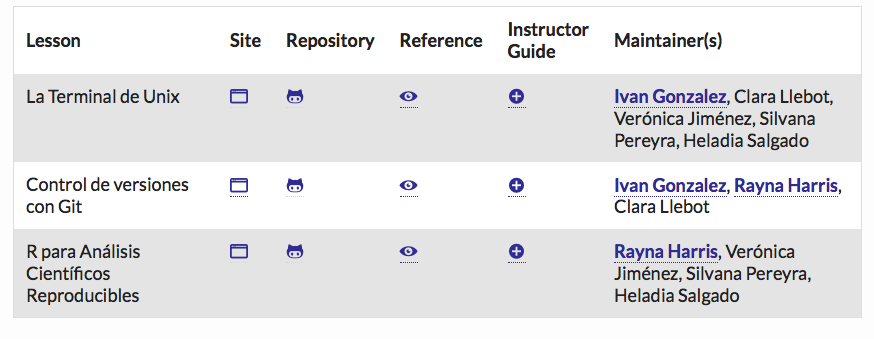 Lesson Site Repository Reference Instructor Guide Maintainer(s)
La Terminal de Unix Ivan Gonzalez, Clara Llebot,
Verónica Jiménez, Silvana
Pereyra, Heladia Salgado
Control de versiones
con Git
Ivan Gonzalez, Rayna Harris,
Clara Llebot
R para Análisis
Científicos
Reproducibles
Rayna Harris, Verónica
Jiménez, Silvana Pereyra,
Heladia Salgado